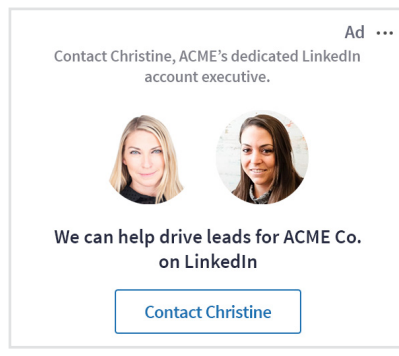 Ad
Contact Christine, ACME's dedicated LinkedIn
account executive.
We can help drive leads for ACME Co.
on LinkedIn
Contact Christine